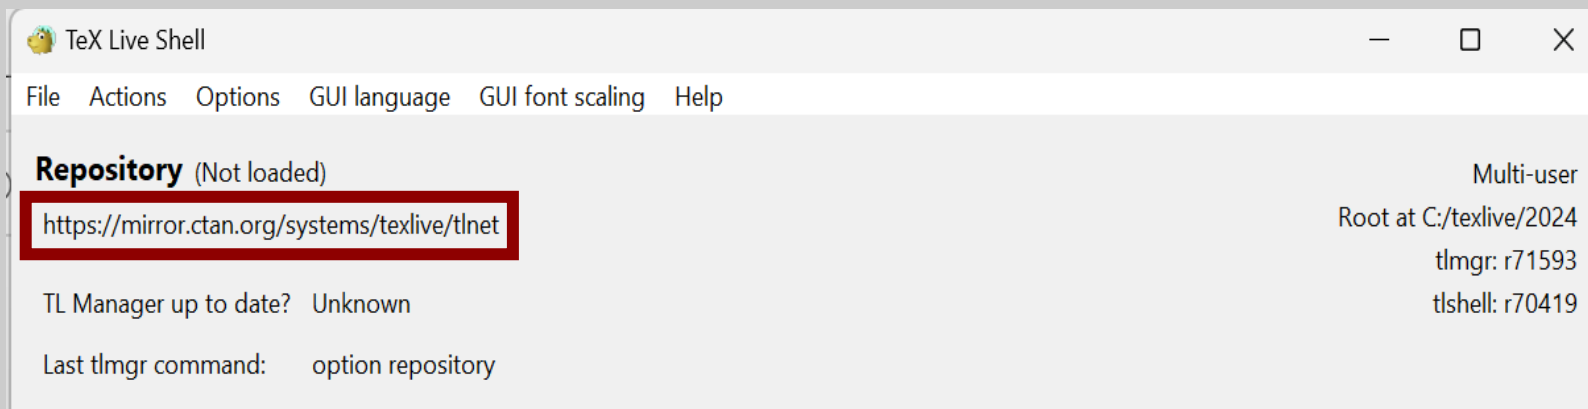 TeX Live Shell
File Actions Options GUI language GUI font scaling Help
Repository (Not loaded)
Multi-user
https://mirror.ctan.org/systems/texlive/tlnet
Root at C:/texlive/2024
tlmgr: r71593
TL Manager up to date? Unknown
tlshell: r70419
Last tlmgr command: option repository